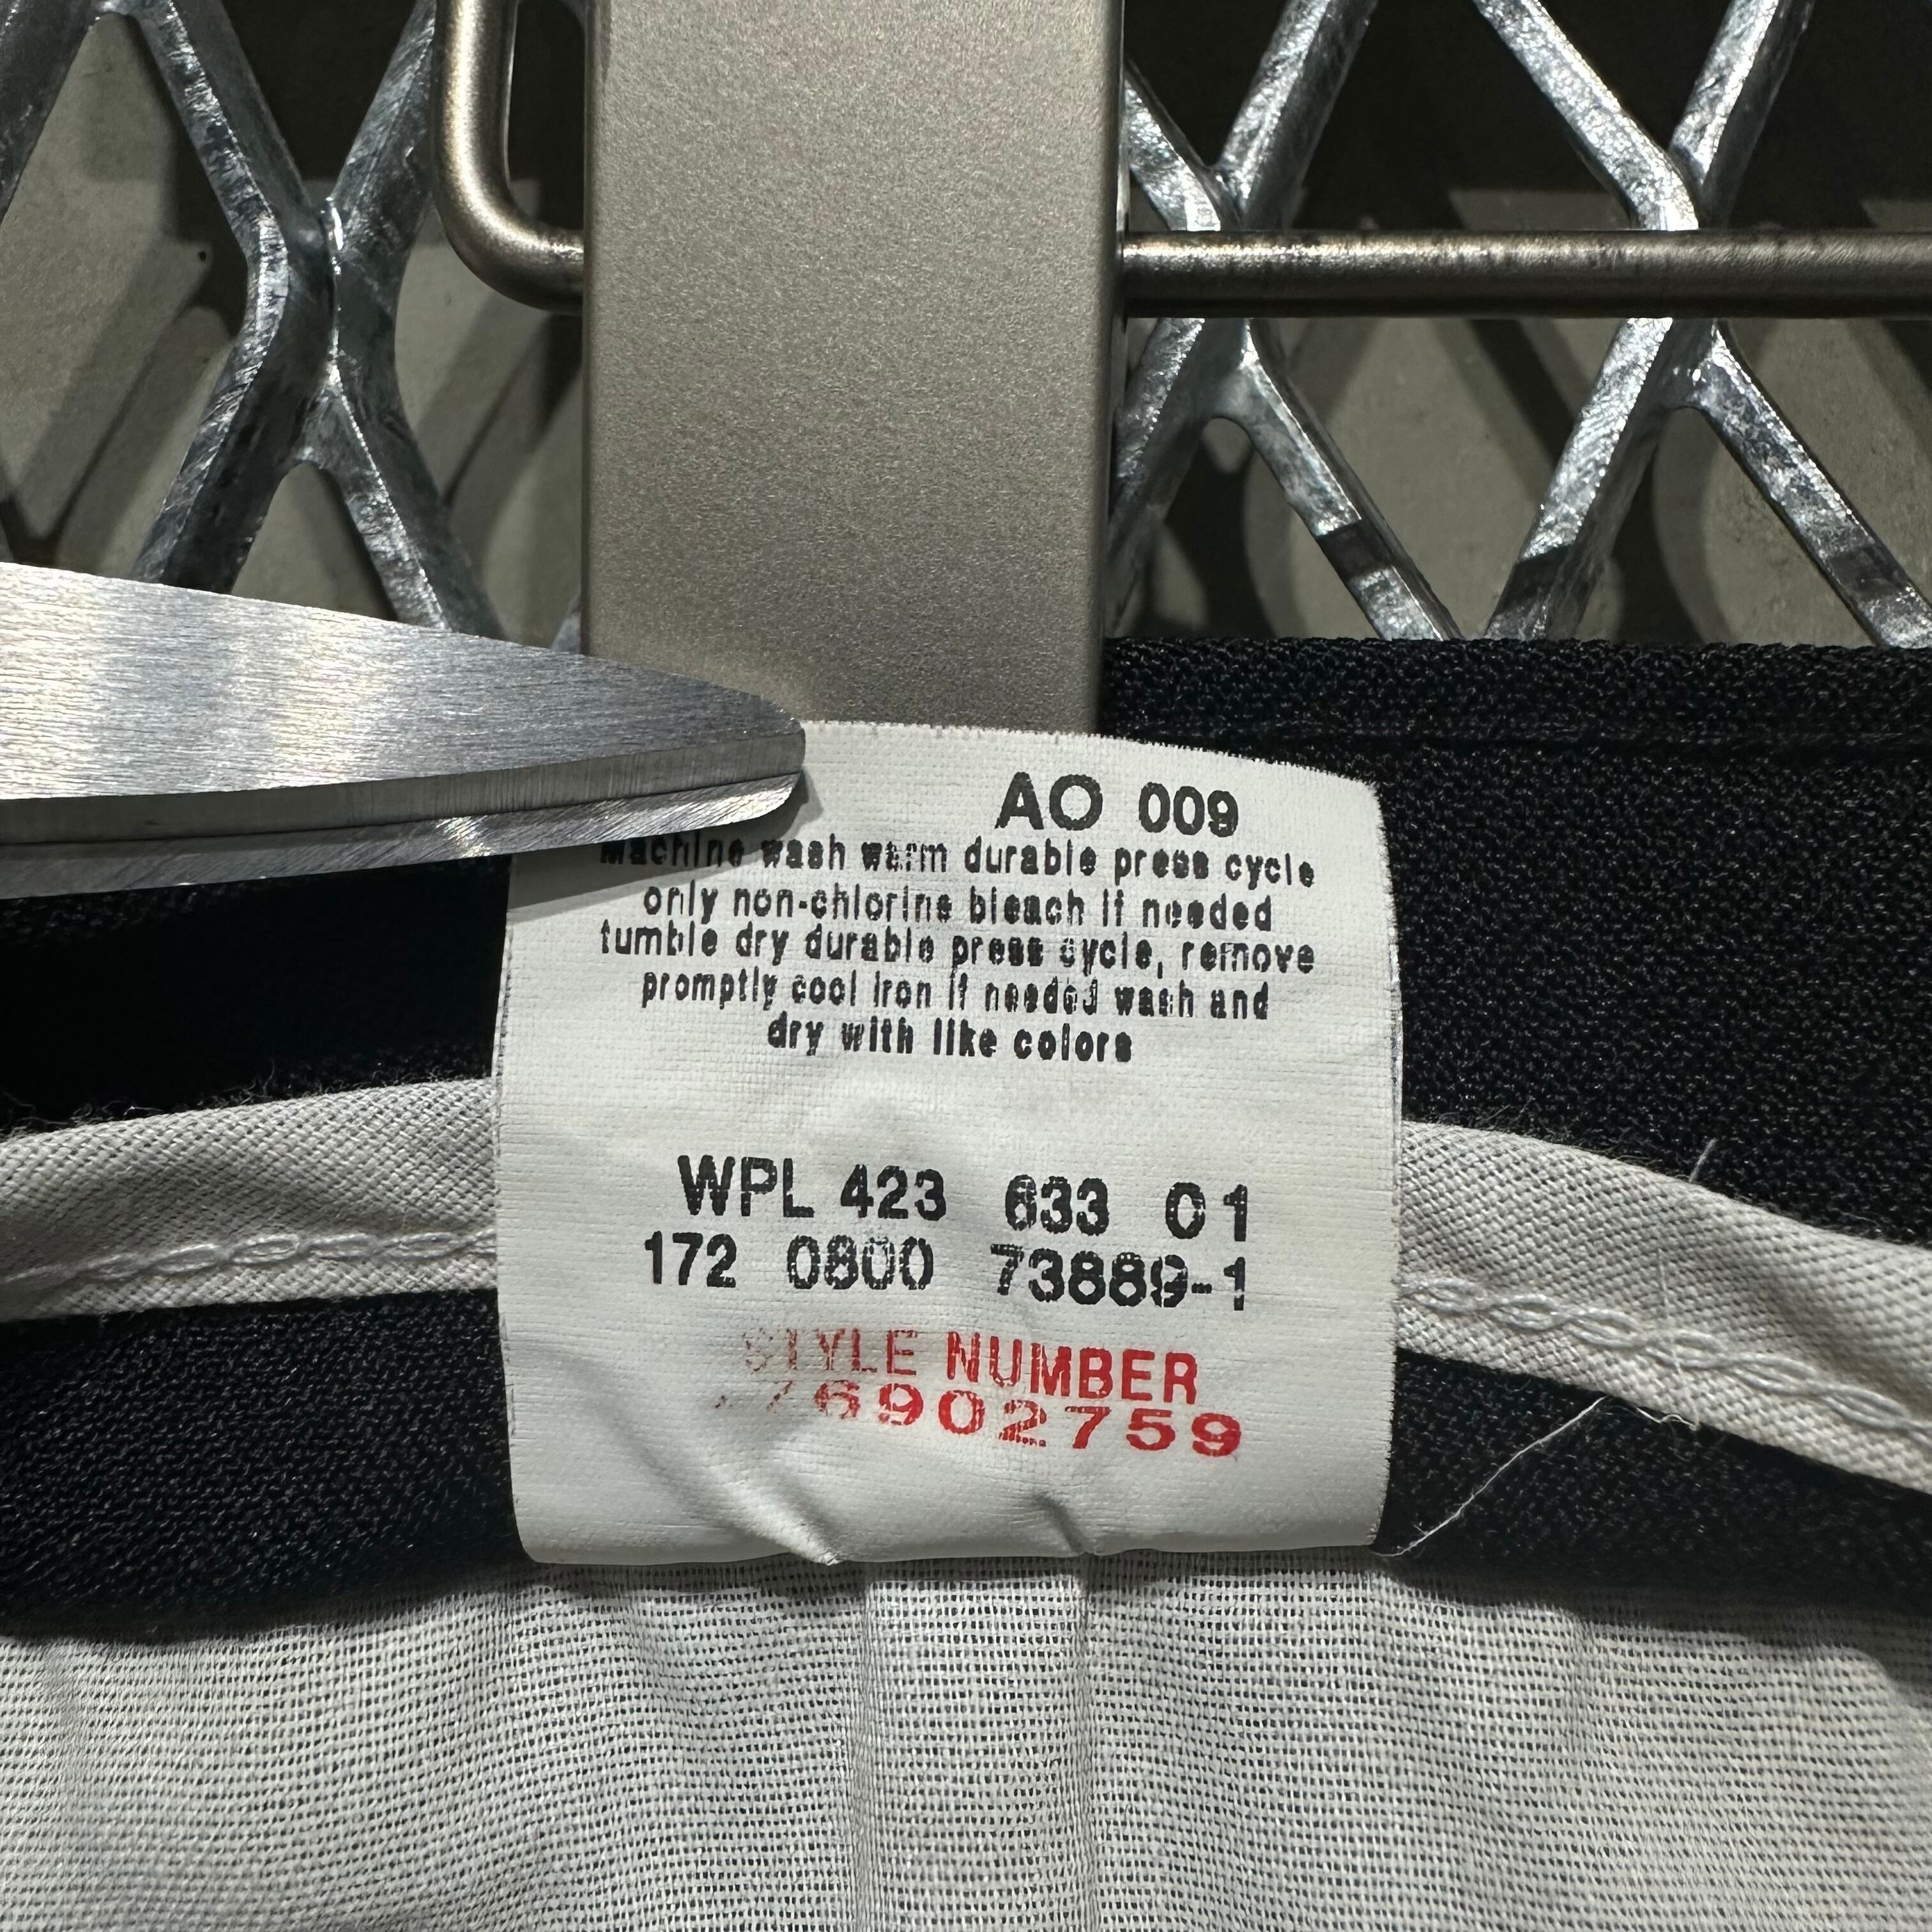 AO 009
Machine wash warm durable press cycle
only non-chlorine bleach if needed
tumble dry durable press cycle, remove
promptly cool iron if needed wash and
dry with like colors
WPL 423 633 01
172 0800 73889-1
STYLE NUMBER